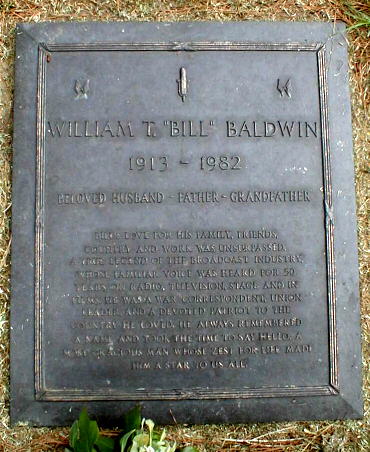 WILLIAM T. "BILL" BALDWIN
1913 - 1982
BELOVED HUSBAND - FATHER - GRANDFATHER
BILL'S LOVE FOR HIS FAMILY, FRIENDS,
COUNTRY AND WORK WAS UNSURPASSED.
A TRUE LEGEND OF THE BROADCAST INDUSTRY,
WHOSE FAMILIAR VOICE WAS HEARD FOR 50
YEARS ON RADIO, TELEVISION, STAGE AND IN
FILMS. HE WAS A WAR CORRESPONDENT, UNION
LEADER AND A DEVOTED PATRIOT TO THE
COUNTRY HE LOVED. HE ALWAYS REMEMBERED
A NAME AND TOOK THE TIME TO SAY HELLO. A
MORE GRACIOUS MAN WHOSE ZEST FOR LIFE MADE
HIM A STAR TO US ALL.